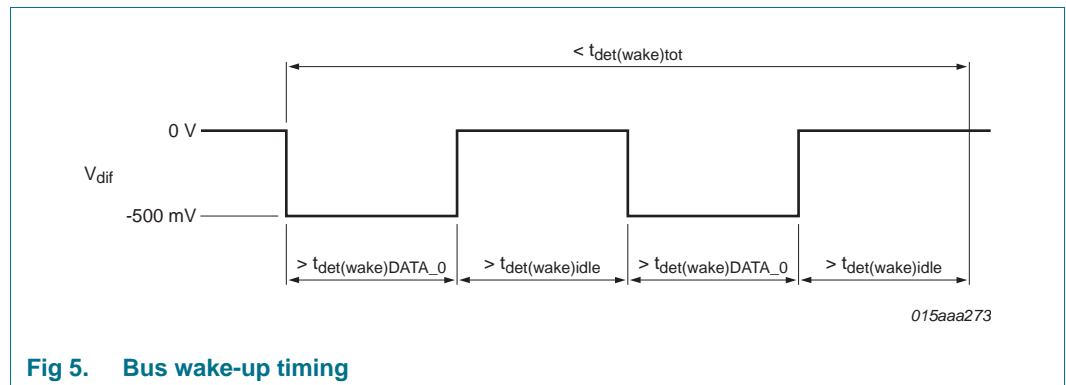 < tdet(wake)tot
0 V
Vdif
-500 mV
> tdet(wake)DATA_0 > tdet(wake)idle > tdet(wake)DATA_0 > tdet(wake)idle
015aaa273
Fig 5. Bus wake-up timing